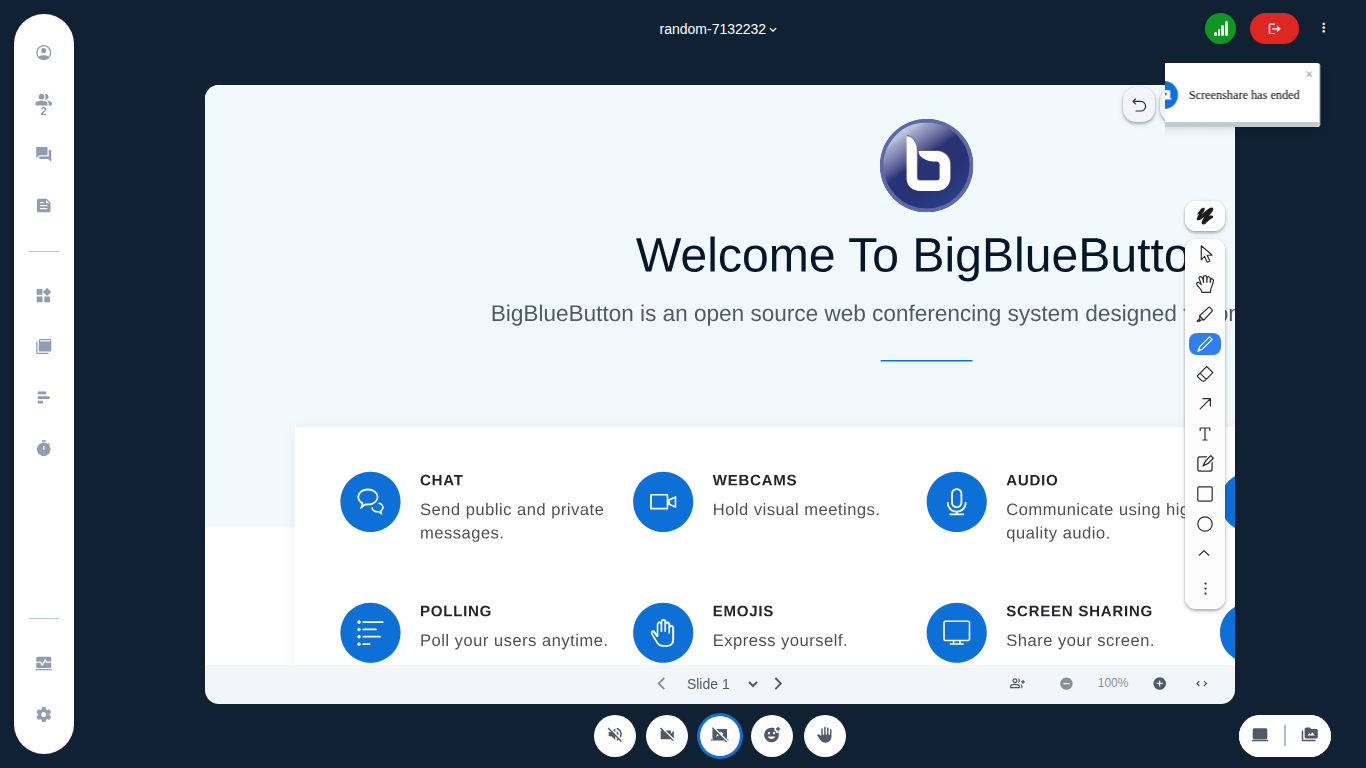 random-7132232
2
Screenshare has ended
Welcome To BigBlueButto
BigBlueButton is an open source web conferencing system designed
CHAT
Send public and private
messages.
WEBCAMS
Hold visual meetings.
AUDIO
Communicate using hig
quality audio.
POLLING
Poll your users anytime.
EMOJIS
Express yourself.
SCREEN SHARING
Share your screen.
Slide 1
100%